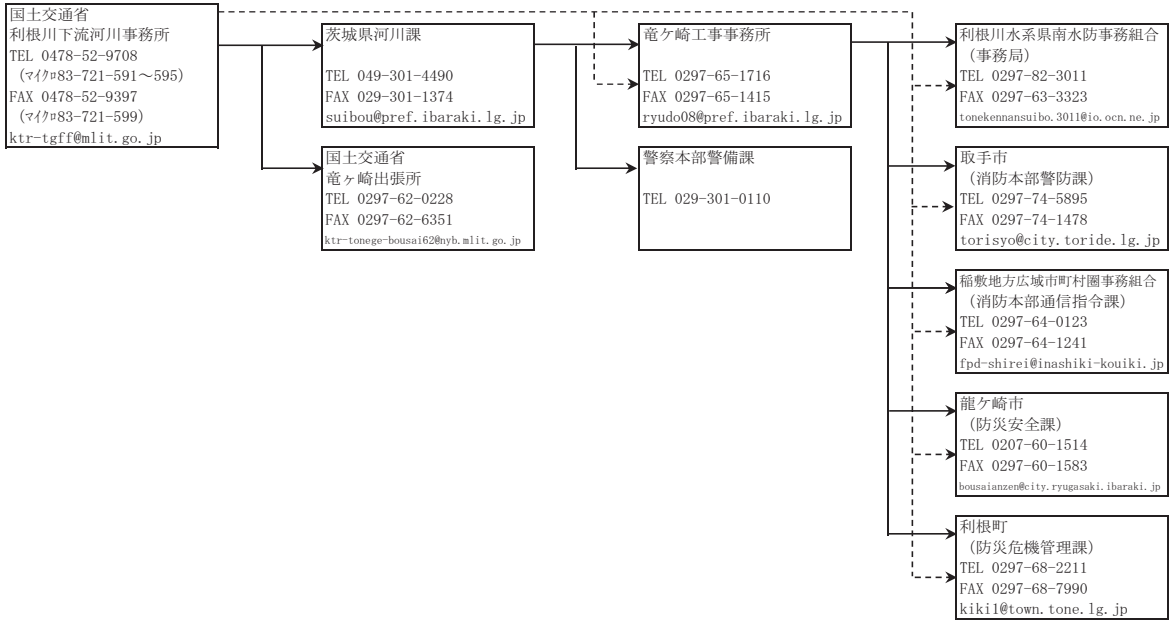 国土交通省
利根川下流河川事務所
TEL 0478-52-9708
（ﾏｲｸﾛ83-721-591～595）
FAX 0478-52-9397
（ﾏｲｸﾛ83-721-599）
ktr-tgff@mlit.go.jp
茨城県河川課
TEL 049-301-4490
FAX 029-301-1374
suibou@pref.ibaraki.lg.jp
国土交通省
竜ヶ崎出張所
TEL 0297-62-0228
FAX 0297-62-6351
ktr-tonege-bousai62@nyb.mlit.go.jp
竜ケ崎工事事務所
TEL 0297-65-1716
FAX 0297-65-1415
ryudo08@pref.ibaraki.lg.jp
警察本部警備課
TEL 029-301-0110
利根川水系県南水防事務組合
（事務局）
TEL 0297-82-3011
FAX 0297-63-3323
tonekennansuibo.3011@io.ocn.ne.jp
取手市
（消防本部警防課）
TEL 0297-74-5895
FAX 0297-74-1478
torisyo@city.toride.lg.jp
稲敷地方広域市町村圏事務組合
（消防本部通信指令課）
TEL 0297-64-0123
FAX 0297-64-1241
fpd-shirei@inashiki-kouiki.jp
龍ケ崎市
（防災安全課）
TEL 0207-60-1514
FAX 0297-60-1583
bousaianzen@city.ryugasaki.ibaraki.jp
利根町
（防災危機管理課）
TEL 0297-68-2211
FAX 0297-68-7990
kiki1@town.tone.lg.jp